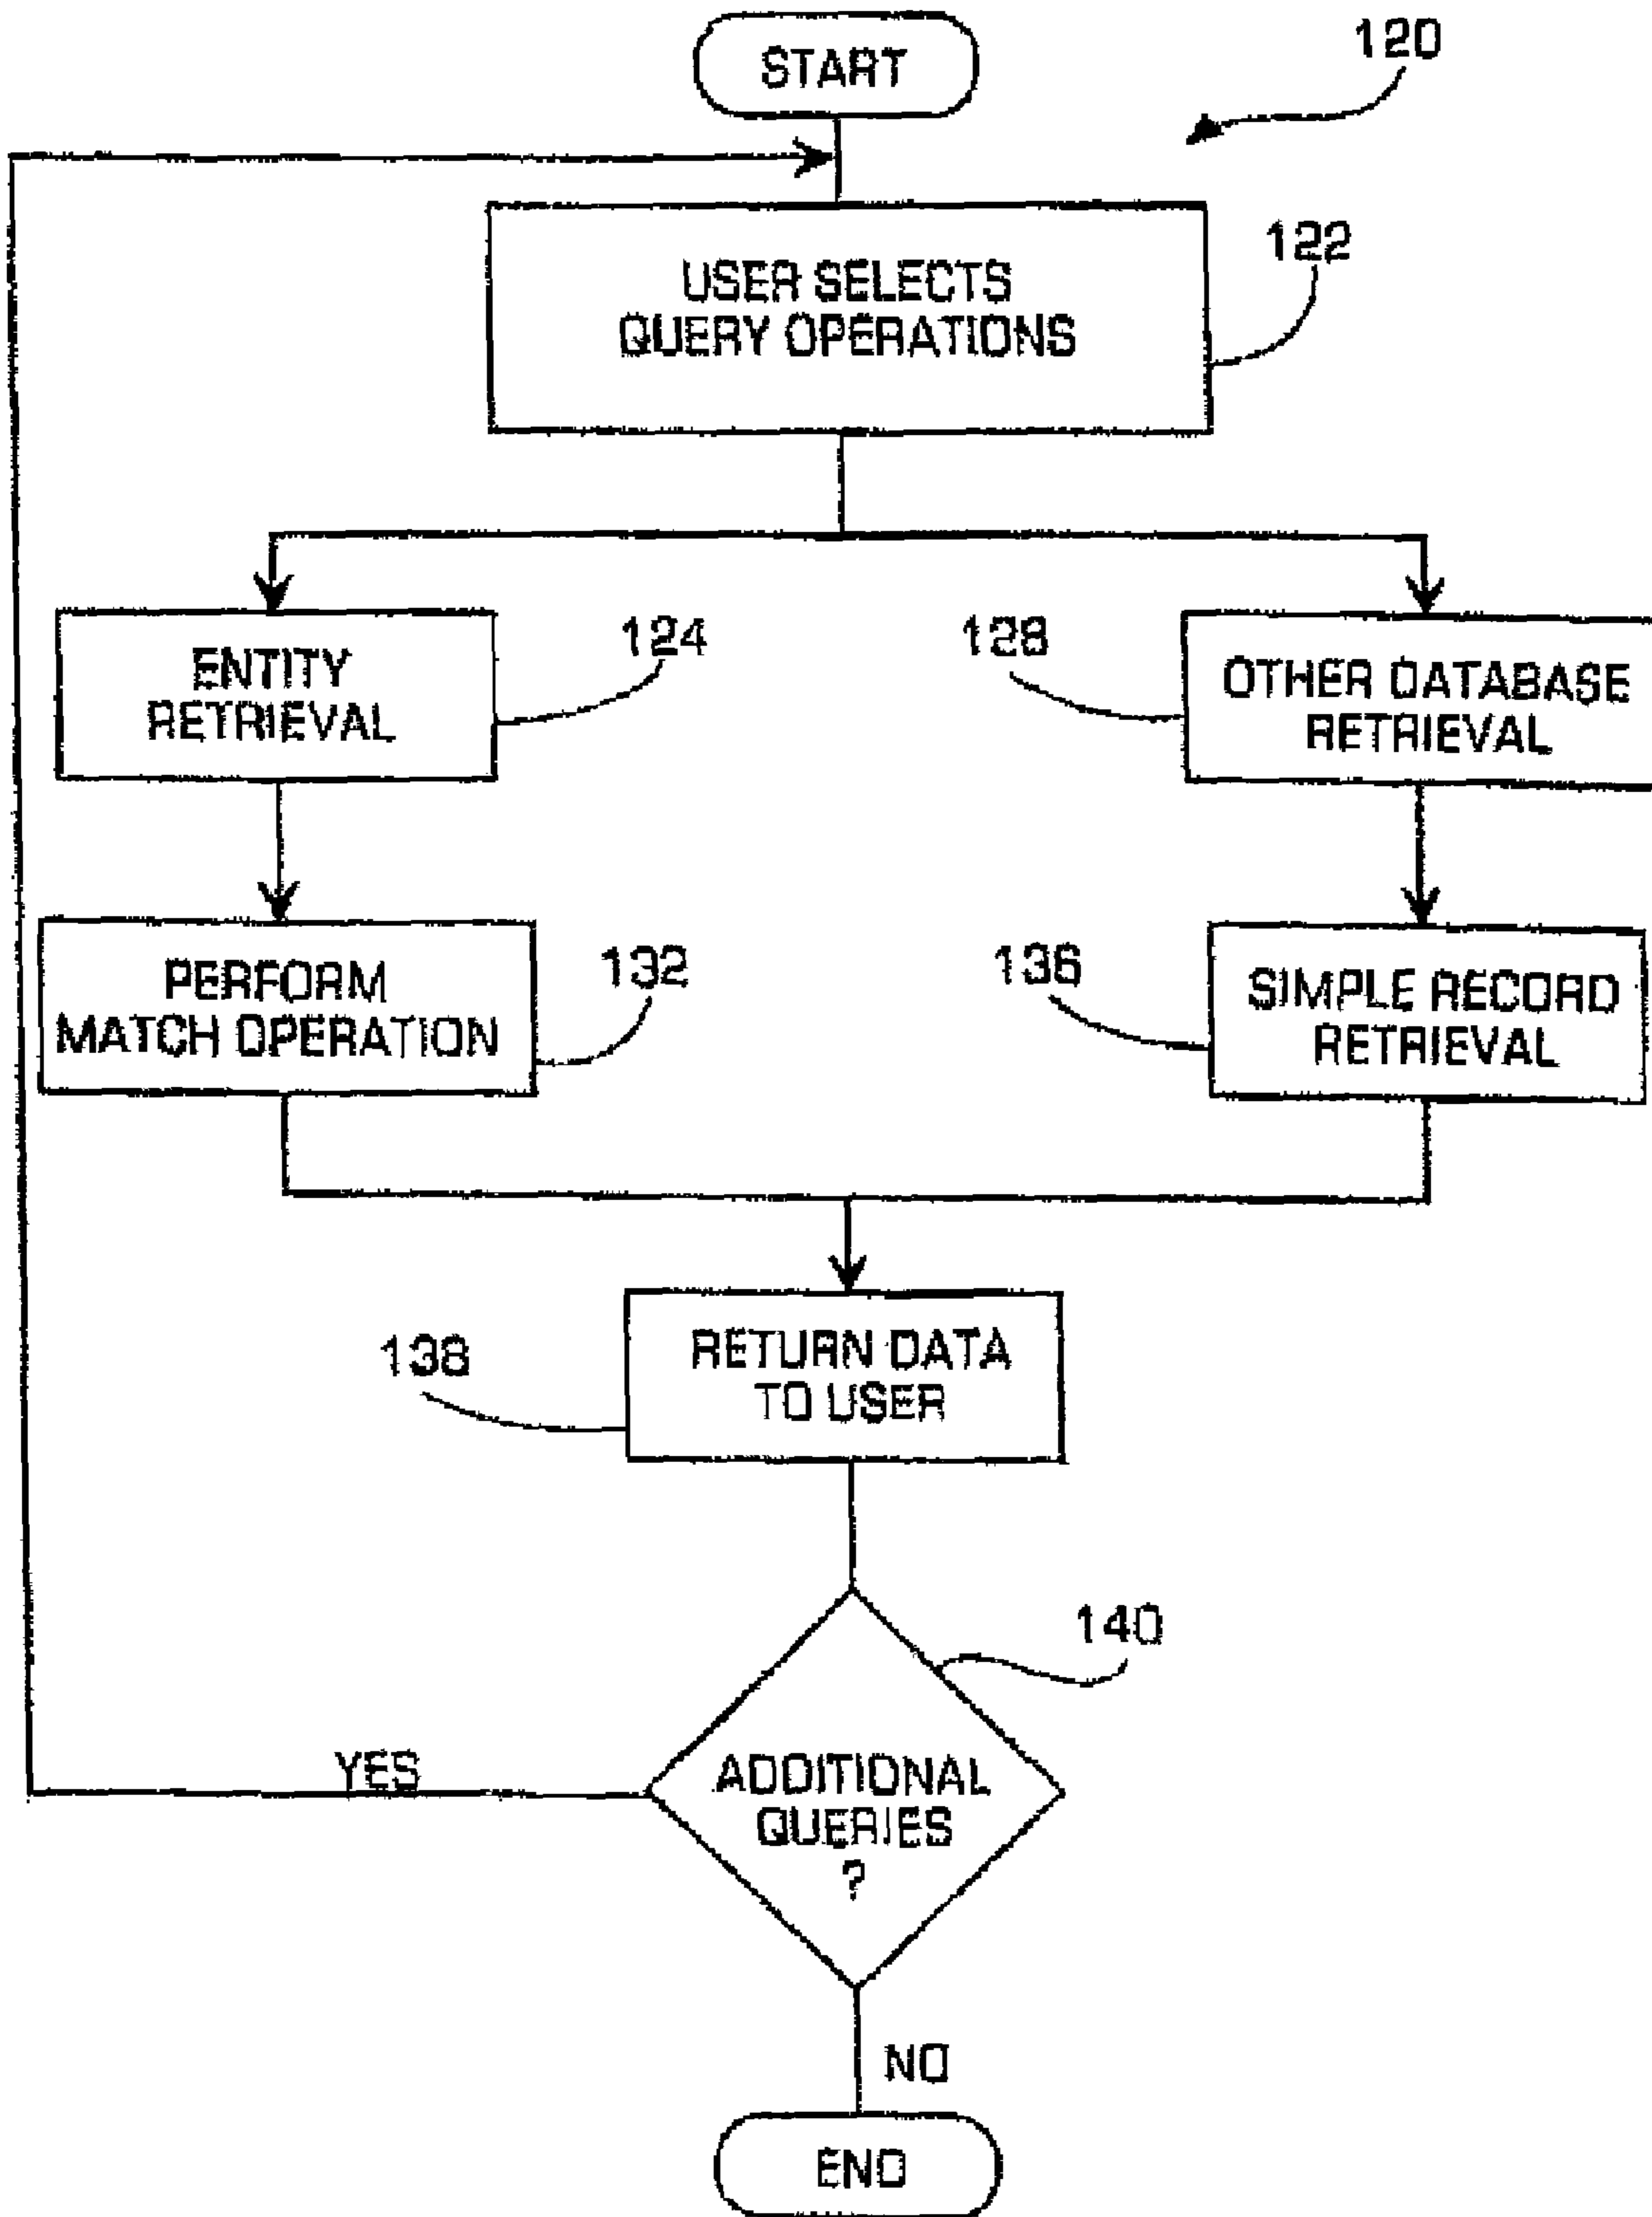 START
120
USER SELECTS
QUERY OPERATIONS
122
ENTITY
RETRIEVAL
124
128
OTHER DATABASE
RETRIEVAL
PERFORM
MATCH OPERATION
132
136
SIMPLE RECORD
RETRIEVAL
138
RETURN DATA
TO USER
140
ADDITIONAL
QUERIES
?
YES
NO
END